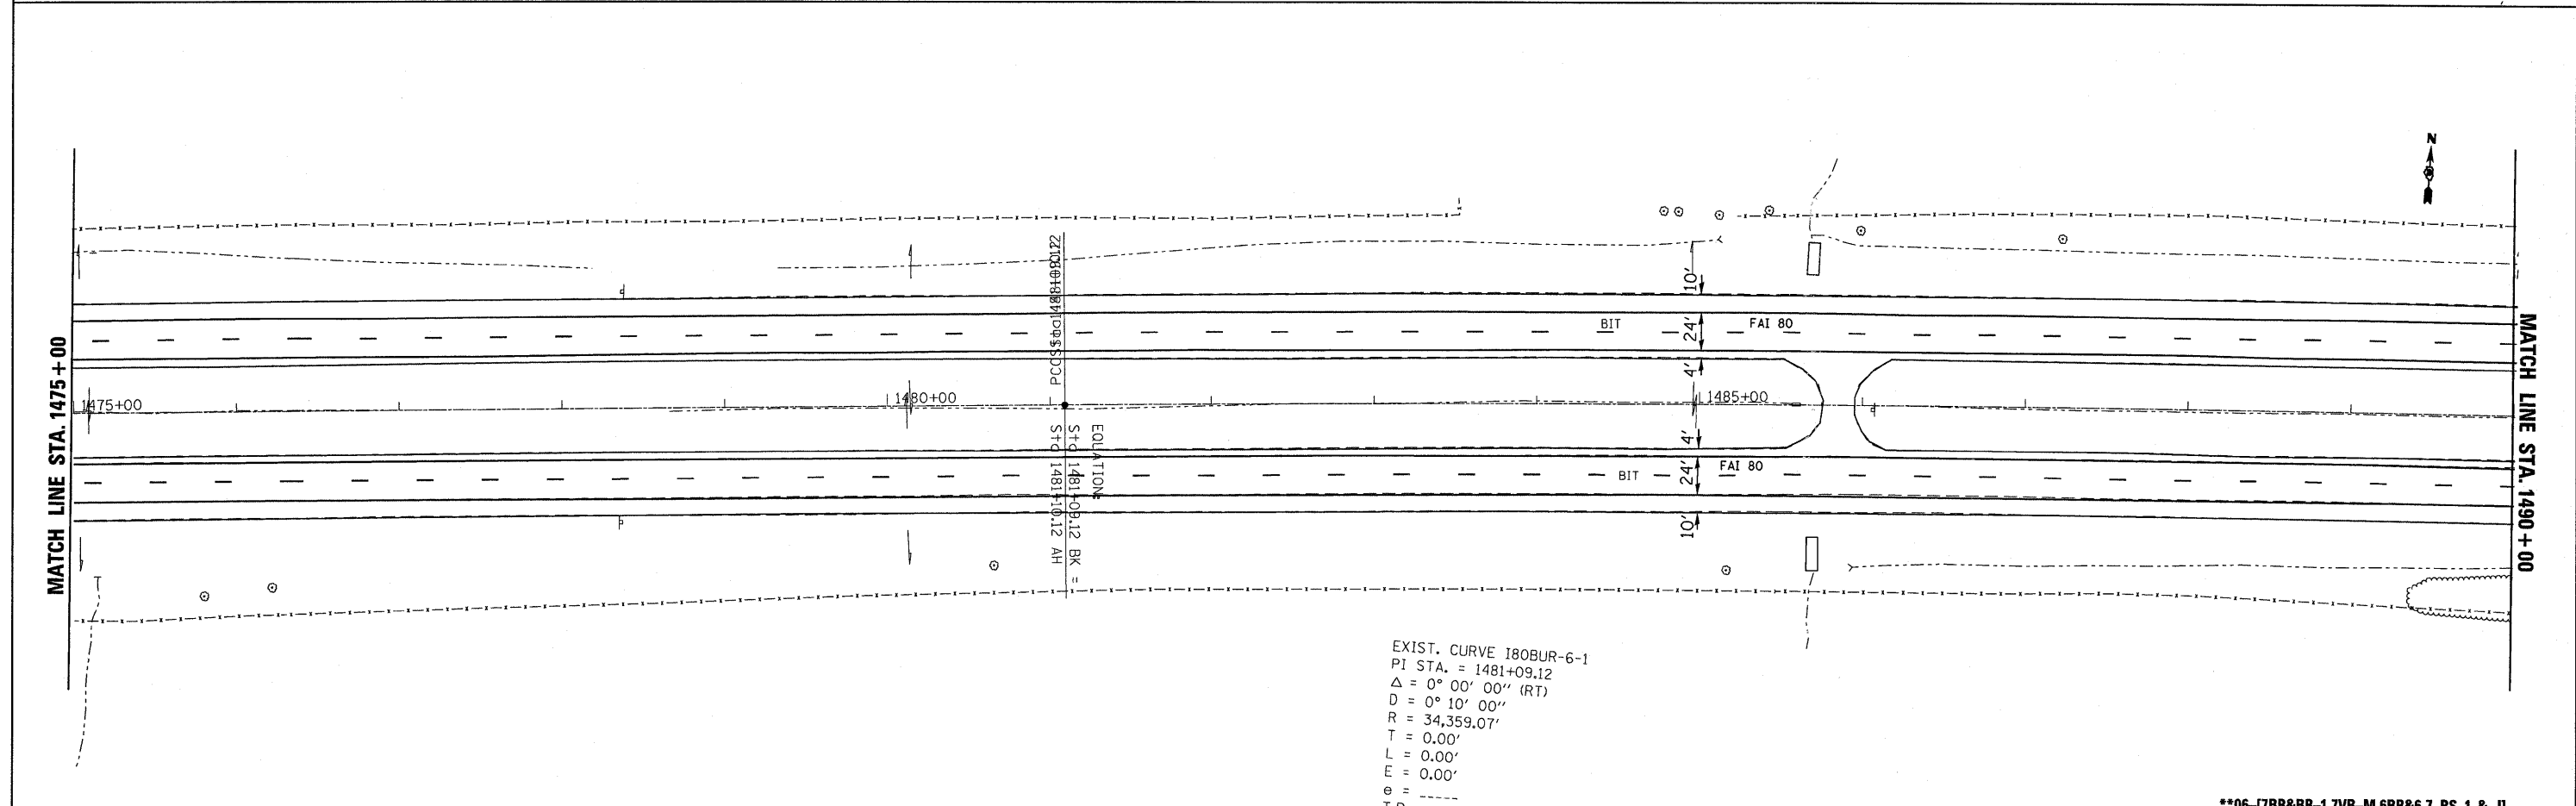 N
MATCH LINE STA. 1475+00
MATCH LINE STA. 1490+00
10'
24'
4'
4'
24'
10'
BIT
FAI 80
BIT
FAI 80
1475+00
1480+00
1485+00
PCC Sta
EQUATION:
Sta 1481+09.12 BK =
Sta 1481+10.12 AH
EXIST. CURVE I80BUR-6-1
PI STA. = 1481+09.12
Δ = 0° 00' 00" (RT)
D = 0° 10' 00"
R = 34,359.07'
T = 0.00'
L = 0.00'
E = 0.00'
e = _____